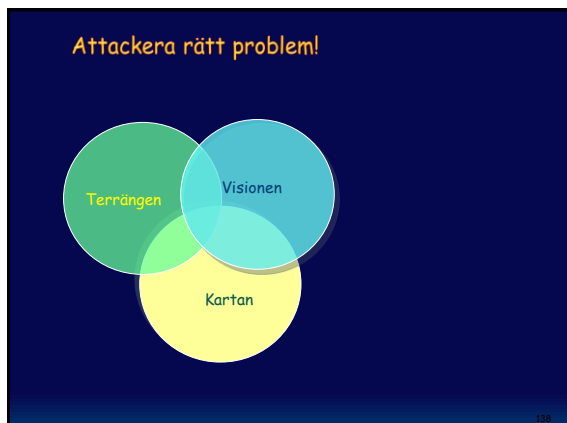 Attackera rätt problem!
Visionen
Terrängen
Kartan
138